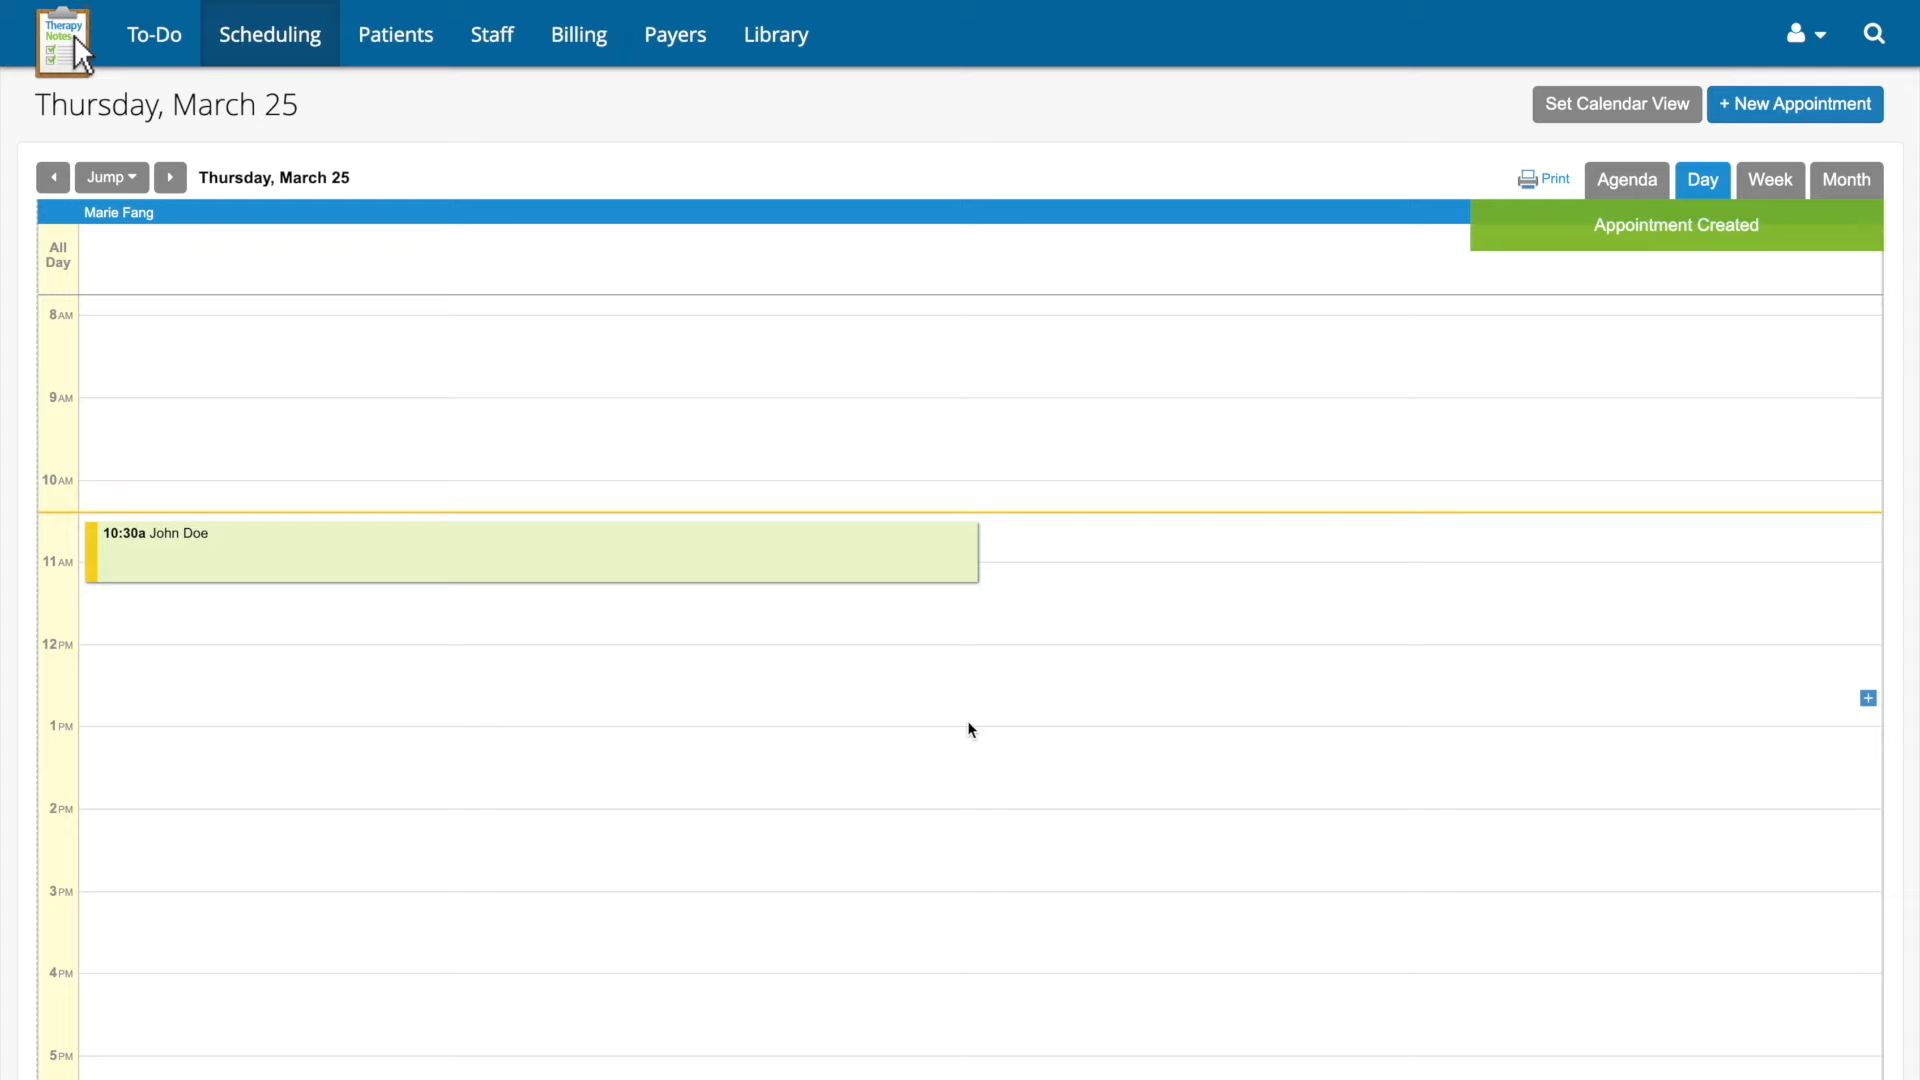 Therapy
Notes
To-Do
Scheduling
Patients
Staff
Billing
Payers
Library
Thursday, March 25
Set Calendar View
+ New Appointment
Jump
Thursday, March 25
Print
Agenda
Day
Week
Month
Marie Fang
Appointment Created
All
Day
8AM
9AM
10AM
10:30a John Doe
11AM
12PM
1PM
2PM
3PM
4PM
5PM